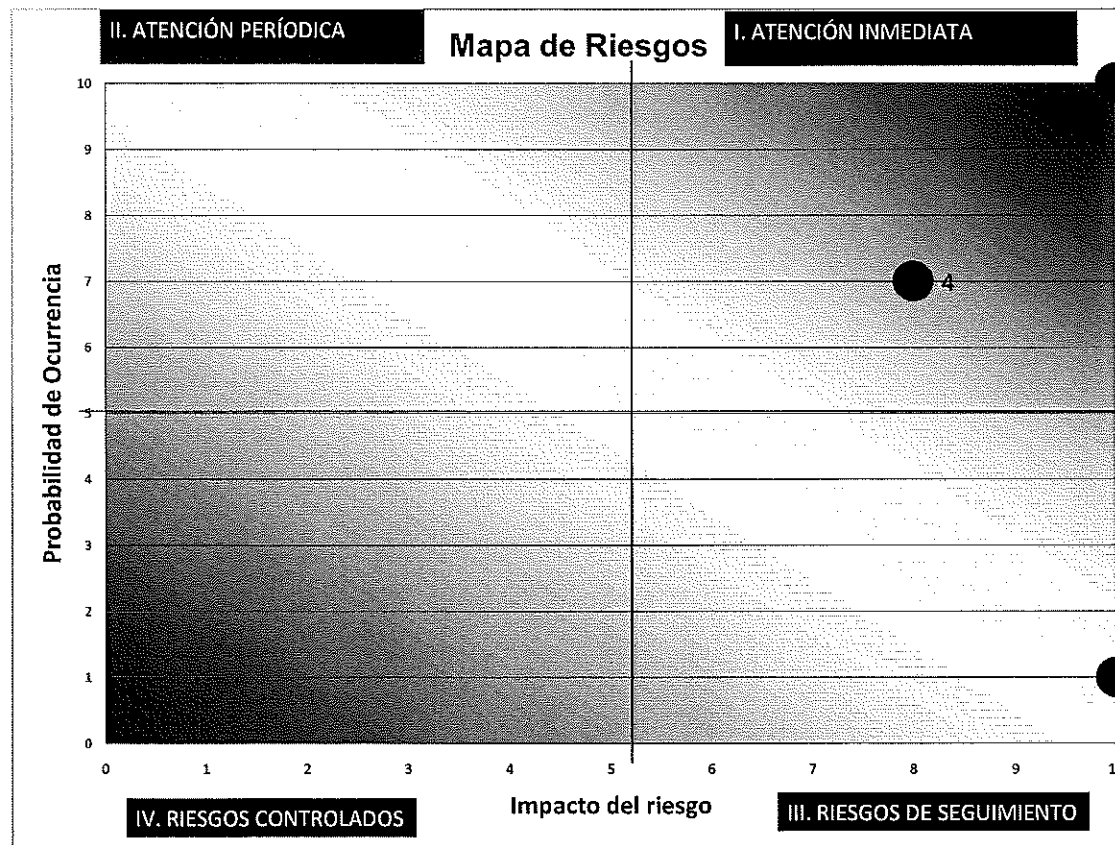 II. ATENCIÓN PERÍODICA
Mapa de Riesgos
I. ATENCIÓN INMEDIATA
10
9
8
7
6
5
4
3
2
1
0
Probabilidad de Ocurrencia
4
0 1 2 3 4 5 6 7 8 9 1
Impacto del riesgo
IV. RIESGOS CONTROLADOS
III. RIESGOS DE SEGUIMIENTO